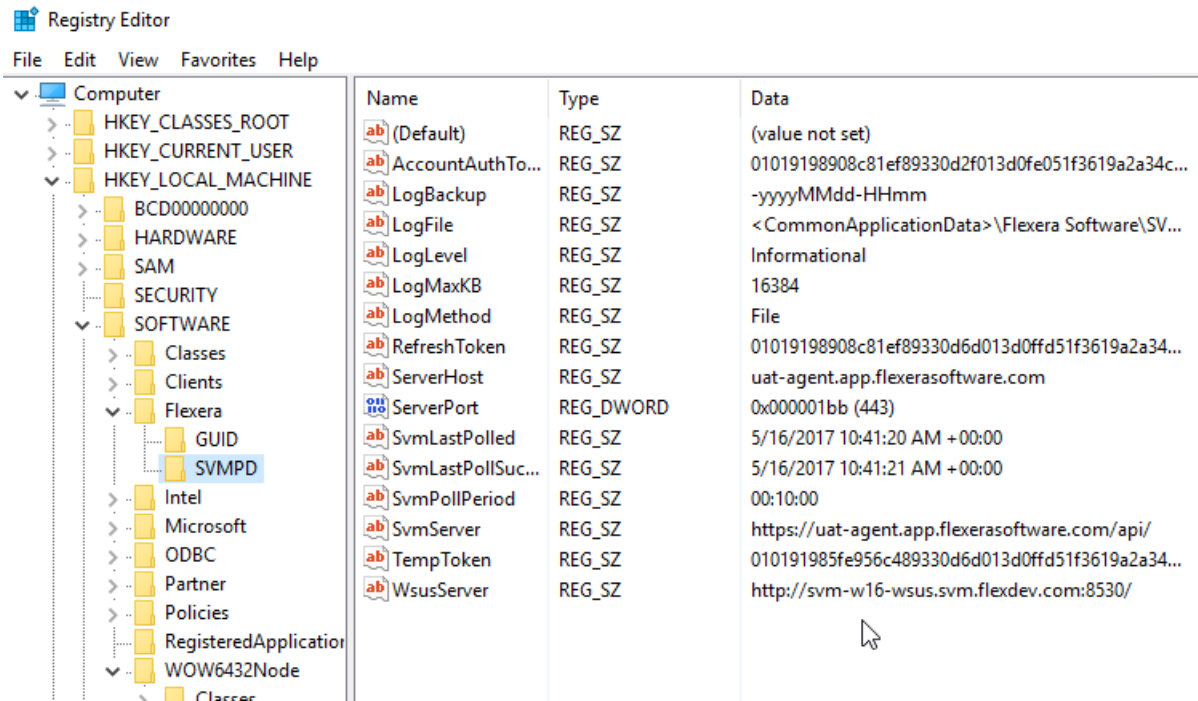 Registry Editor
File Edit View Favorites Help
Computer
HKEY_CLASSES_ROOT
HKEY_CURRENT_USER
HKEY_LOCAL_MACHINE
BCD00000000
HARDWARE
SAM
SECURITY
SOFTWARE
Classes
Clients
Flexera
GUID
SVMPD
Intel
Microsoft
ODBC
Partner
Policies
RegisteredApplication
WOW6432Node
Classes
Name Type Data
(Default) REG_SZ (value not set)
AccountAuthTo... REG_SZ 01019198908c81ef89330d2f013d0fe051f3619a2a34c...
LogBackup REG_SZ -yyyyMMdd-HHmm
LogFile REG_SZ <CommonApplicationData>\Flexera Software\SV...
LogLevel REG_SZ Informational
LogMaxKB REG_SZ 16384
LogMethod REG_SZ File
RefreshToken REG_SZ 01019198908c81ef89330d6d013d0ffd51f3619a2a34...
ServerHost REG_SZ uat-agent.app.flexerasoftware.com
ServerPort REG_DWORD 0x000001bb (443)
SvmLastPolled REG_SZ 5/16/2017 10:41:20 AM +00:00
SvmLastPollSuc... REG_SZ 5/16/2017 10:41:21 AM +00:00
SvmPollPeriod REG_SZ 00:10:00
SvmServer REG_SZ https://uat-agent.app.flexerasoftware.com/api/
TempToken REG_SZ 010191985fe956c489330d6d013d0ffd51f3619a2a34...
WsusServer REG_SZ http://svm-w16-wsus.svm.flexdev.com:8530/